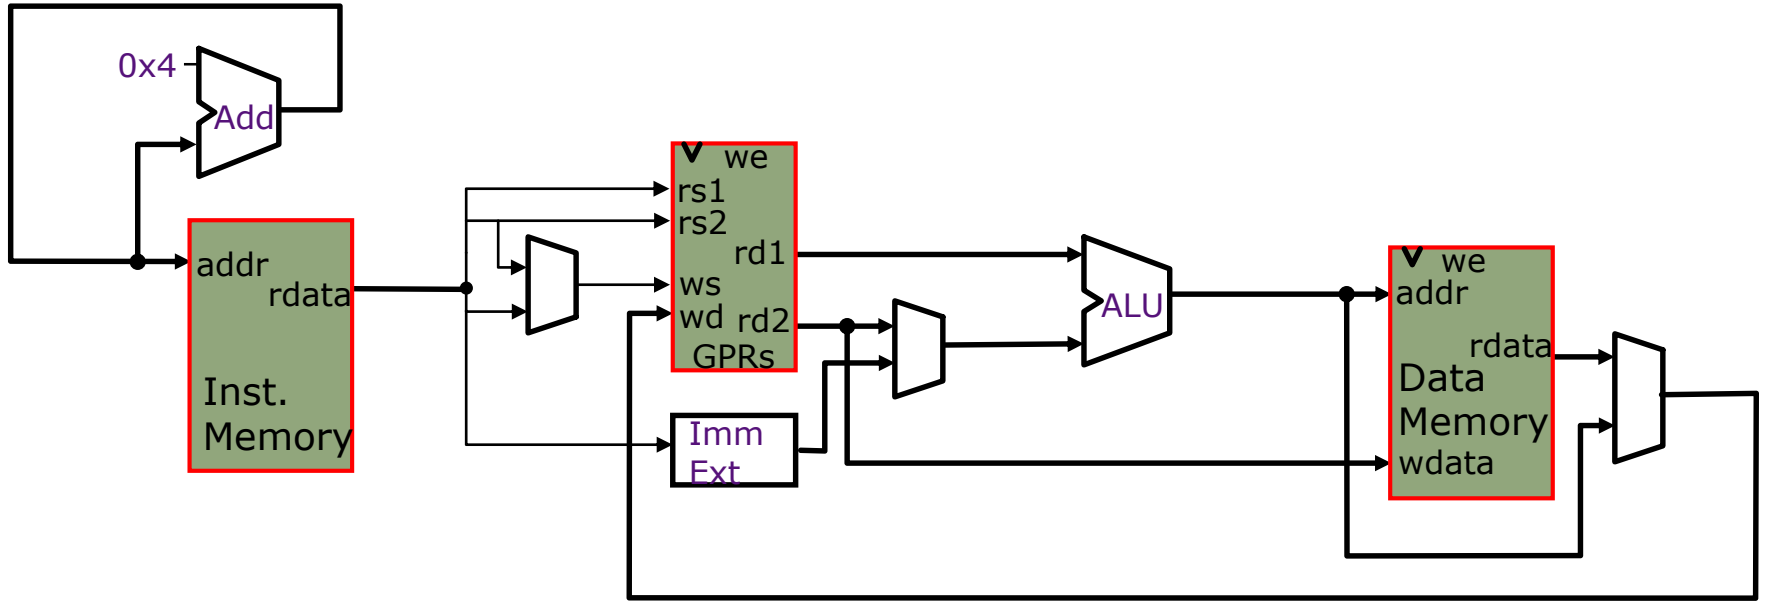 0x4
Add
addr
rdata
Inst.
Memory
we
rs1
rs2
rd1
ws
wd rd2
GPRs
Imm
Ext
ALU
we
addr
rdata
Data
Memory
wdata